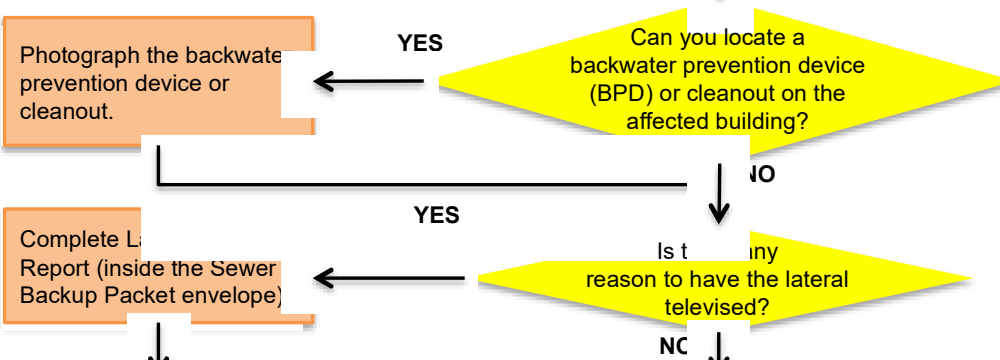 YES
Can you locate a
backwater prevention device
(BPD) or cleanout on the
affected building?
Photograph the backwater
prevention device or
cleanout.
NO
YES
Is any
reason to have the lateral
televised?
Complete
Report (inside the Sewer
Backup Packet envelope)
NO